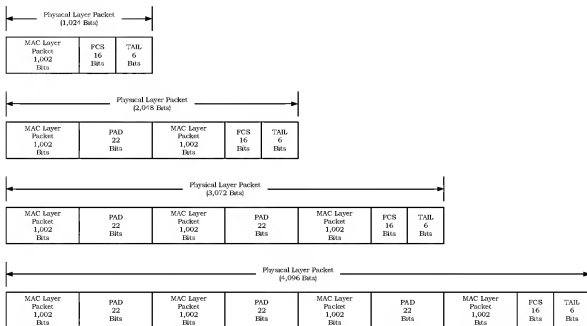 Physical Layer Packet
(1,024 Bits)
MAC Layer Packet 1,002 Bits
FCS 16 Bits
TAIL 6 Bits
Physical Layer Packet
(2,048 Bits)
MAC Layer Packet 1,002 Bits
PAD 22 Bits
MAC Layer Packet 1,002 Bits
FCS 16 Bits
TAIL 6 Bits
Physical Layer Packet
(3,072 Bits)
MAC Layer Packet 1,002 Bits
PAD 22 Bits
MAC Layer Packet 1,002 Bits
PAD 22 Bits
MAC Layer Packet 1,002 Bits
FCS 16 Bits
TAIL 6 Bits
Physical Layer Packet
(4,096 Bits)
MAC Layer Packet 1,002 Bits
PAD 22 Bits
MAC Layer Packet 1,002 Bits
PAD 22 Bits
MAC Layer Packet 1,002 Bits
PAD 22 Bits
MAC Layer Packet 1,002 Bits
FCS 16 Bits
TAIL 6 Bits